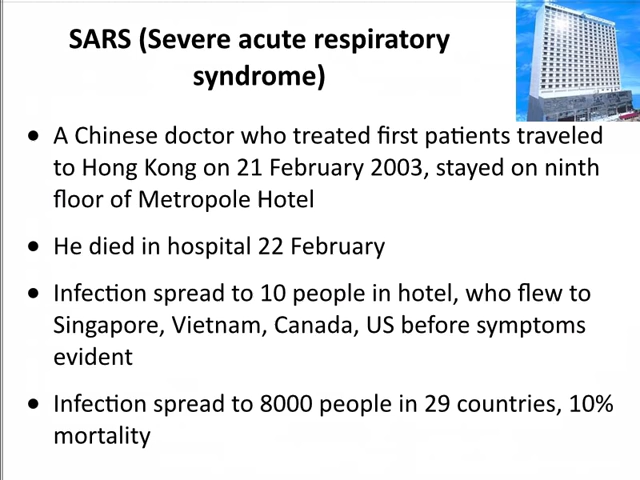 SARS (Severe acute respiratory
syndrome)
• A Chinese doctor who treated first patients traveled
to Hong Kong on 21 February 2003, stayed on ninth
floor of Metropole Hotel
• He died in hospital 22 February
• Infection spread to 10 people in hotel, who flew to
Singapore, Vietnam, Canada, US before symptoms
evident
• Infection spread to 8000 people in 29 countries, 10%
mortality